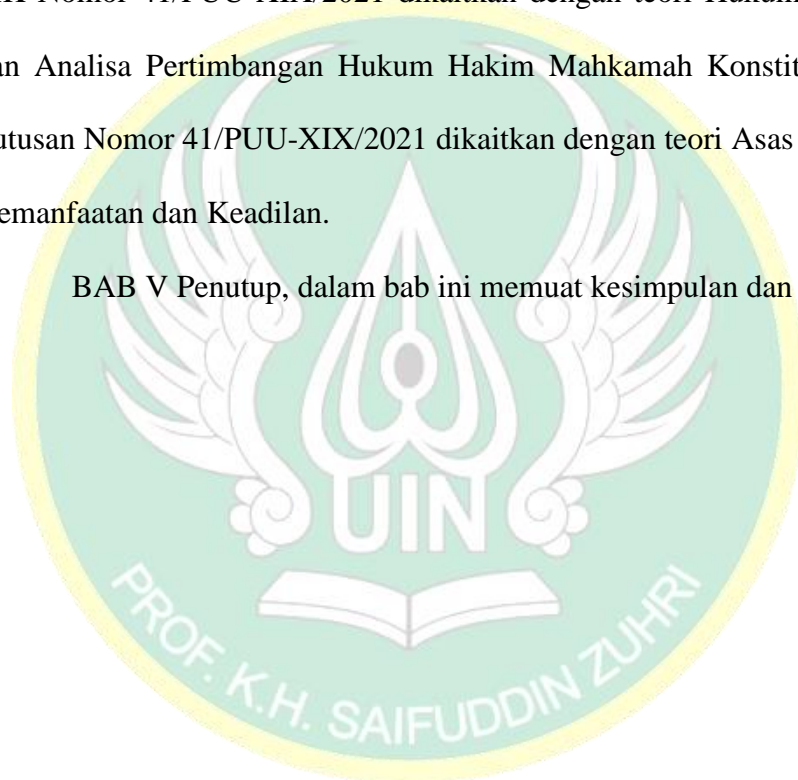 Nomor 41/PUU-XIX/2021 dikaitkan dengan teori Hukum
Analisa Pertimbangan Hukum Hakim Mahkamah Konstit
utusan Nomor 41/PUU-XIX/2021 dikaitkan dengan teori Asas
emanfaatan dan Keadilan.
BAB V Penutup, dalam bab ini memuat kesimpulan dan
UIN
PROF. K.H. SAIFUDDIN ZUHRI